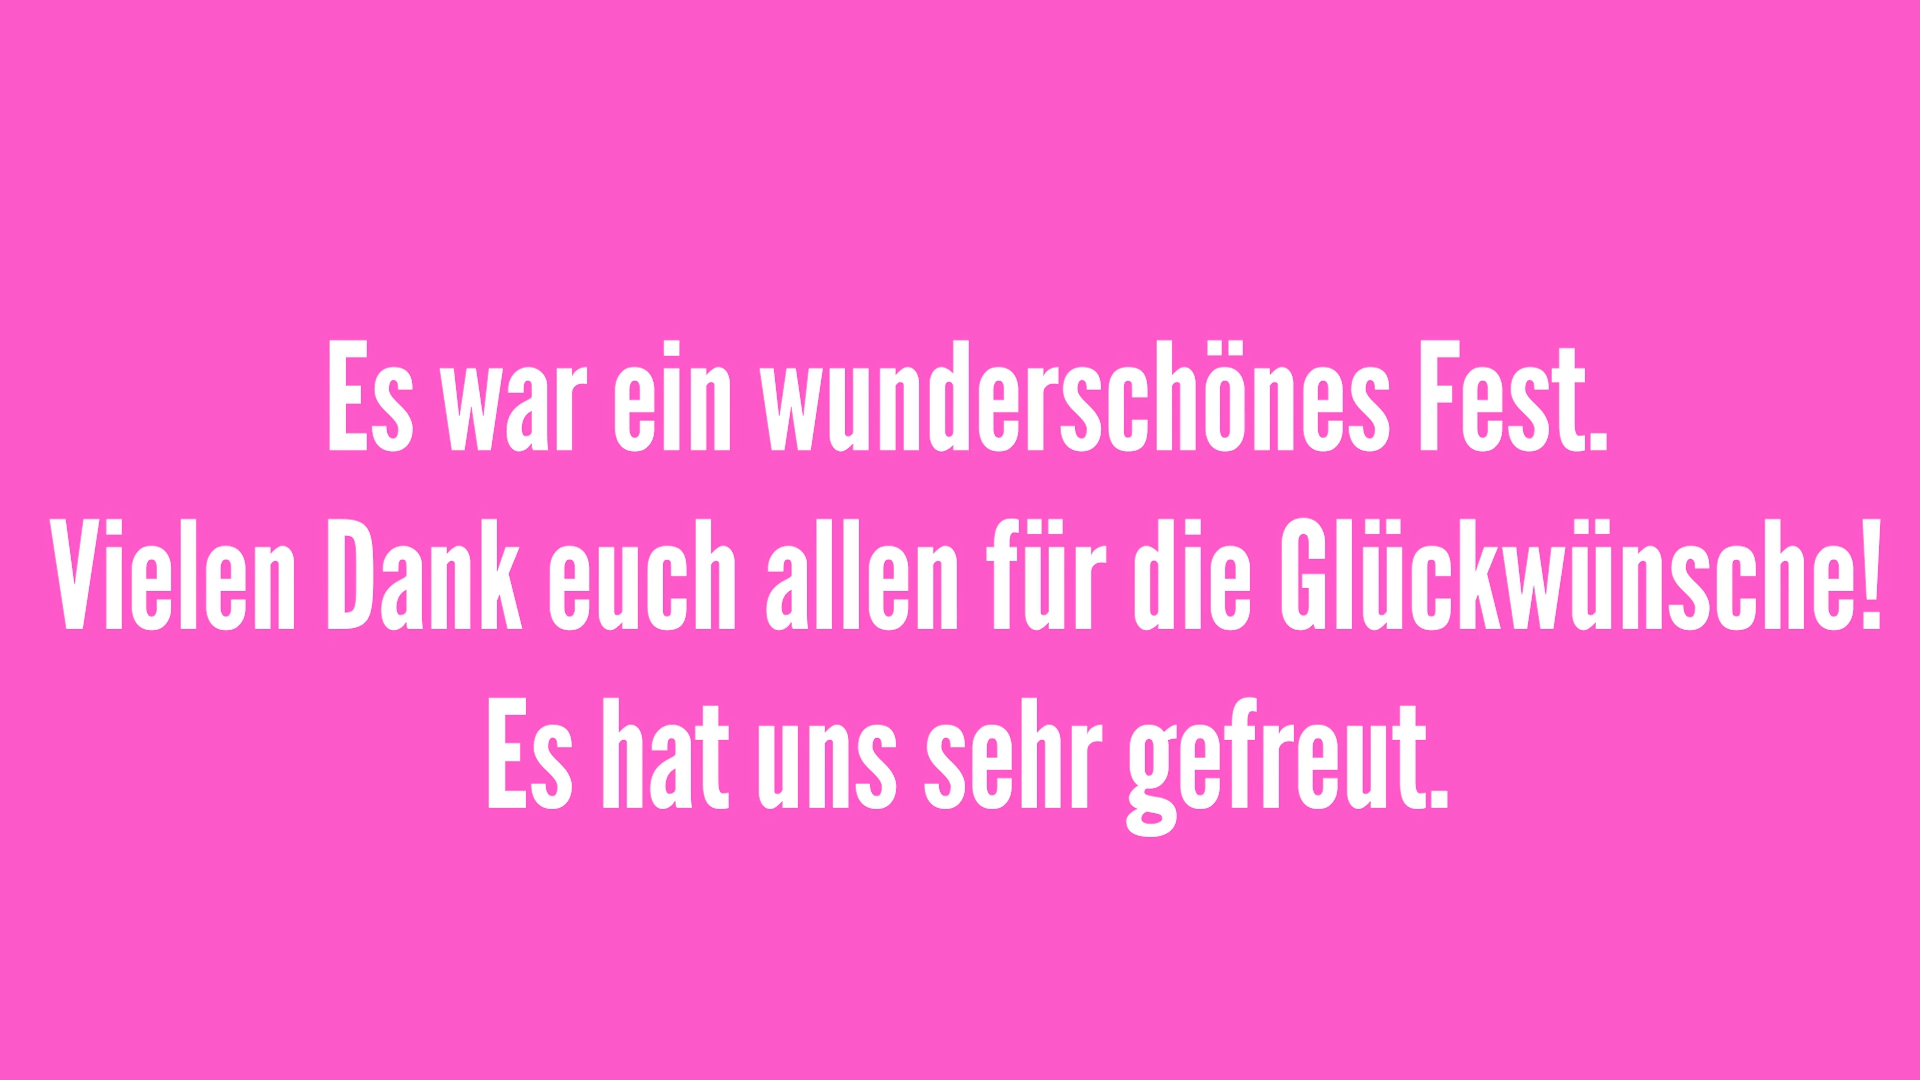 Es war ein wunderschönes Fest.
Vielen Dank euch allen für die Glückwünsche!
Es hat uns sehr gefreut.